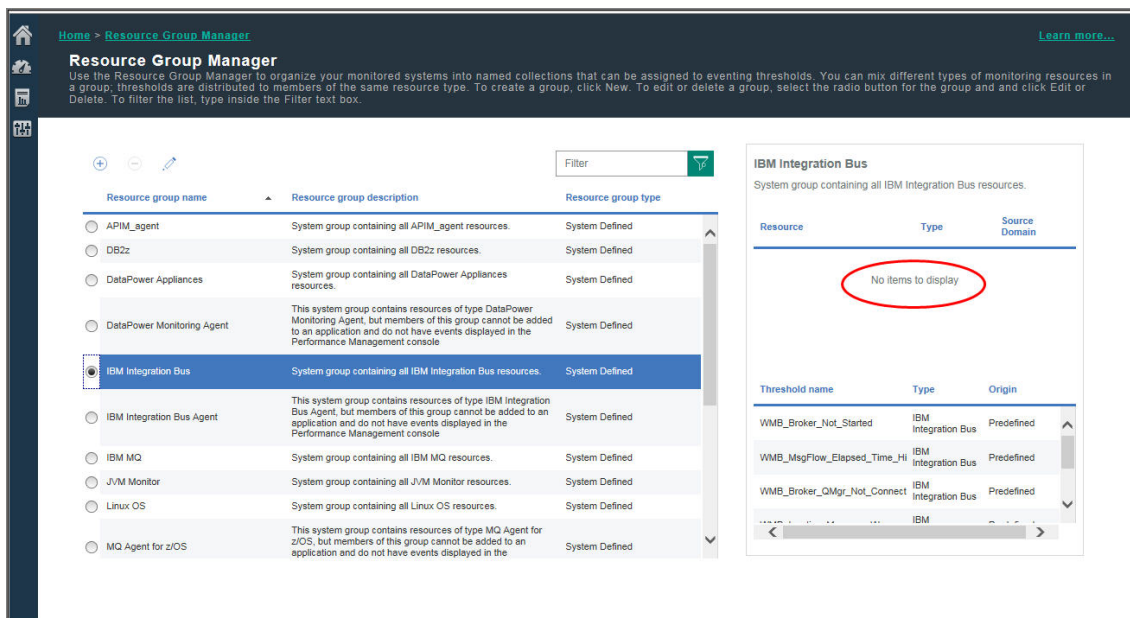 Home > Resource Group Manager
Learn more...
Resource Group Manager
Use the Resource Group Manager to organize your monitored systems into named collections that can be assigned to eventing thresholds. You can mix different types of monitoring resources in
a group; thresholds are distributed to members of the same resource type. To create a group, click New. To edit or delete a group, select the radio button for the group and and click Edit or
Delete. To filter the list, type inside the Filter text box.
Filter
Resource group name
Resource group description
Resource group type
APIM_agent
System group containing all APIM_agent resources.
System Defined
DB2z
System group containing all DB2z resources.
System Defined
DataPower Appliances
System group containing all DataPower Appliances
resources.
System Defined
DataPower Monitoring Agent
This system group contains resources of type DataPower
Monitoring Agent, but members of this group cannot be added
to an application and do not have events displayed in the
Performance Management console
System Defined
IBM Integration Bus
System group containing all IBM Integration Bus resources.
System Defined
IBM Integration Bus Agent
This system group contains resources of type IBM Integration
Bus Agent, but members of this group cannot be added to an
application and do not have events displayed in the
Performance Management console
System Defined
IBM MQ
System group containing all IBM MQ resources.
System Defined
JVM Monitor
System group containing all JVM Monitor resources.
System Defined
Linux OS
System group containing all Linux OS resources.
System Defined
MQ Agent for z/OS
This system group contains resources of type MQ Agent for
z/OS, but members of this group cannot be added to an
application and do not have events displayed in the
System Defined
IBM Integration Bus
System group containing all IBM Integration Bus resources.
Resource
Type
Source
Domain
No items to display
Threshold name
Type
Origin
WMB_Broker_Not_Started
IBM
Integration Bus
Predefined
WMB_MsgFlow_Elapsed_Time_Hi
IBM
Integration Bus
Predefined
WMB_Broker_QMgr_Not_Connect
IBM
Integration Bus
Predefined
IBM